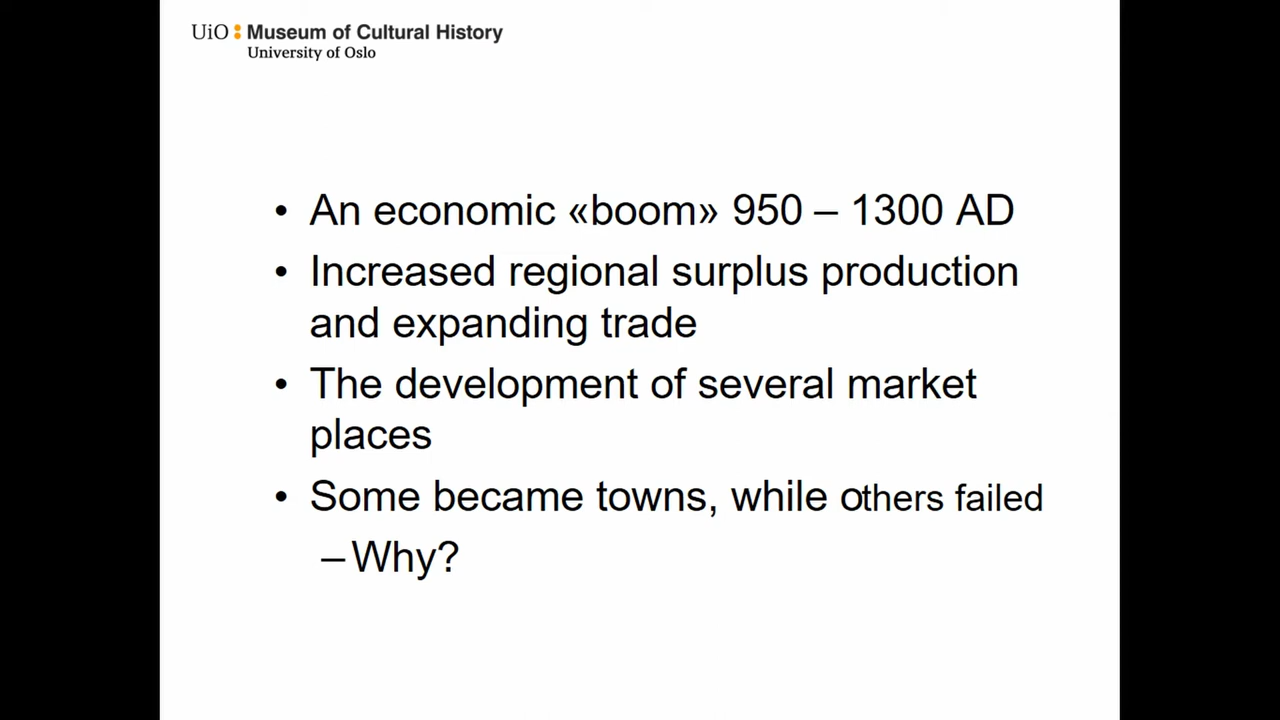 UiO Museum of Cultural History
University of Oslo
• An economic «boom» 950 – 1300 AD
• Increased regional surplus production
and expanding trade
• The development of several market
places
• Some became towns, while others failed
– Why?